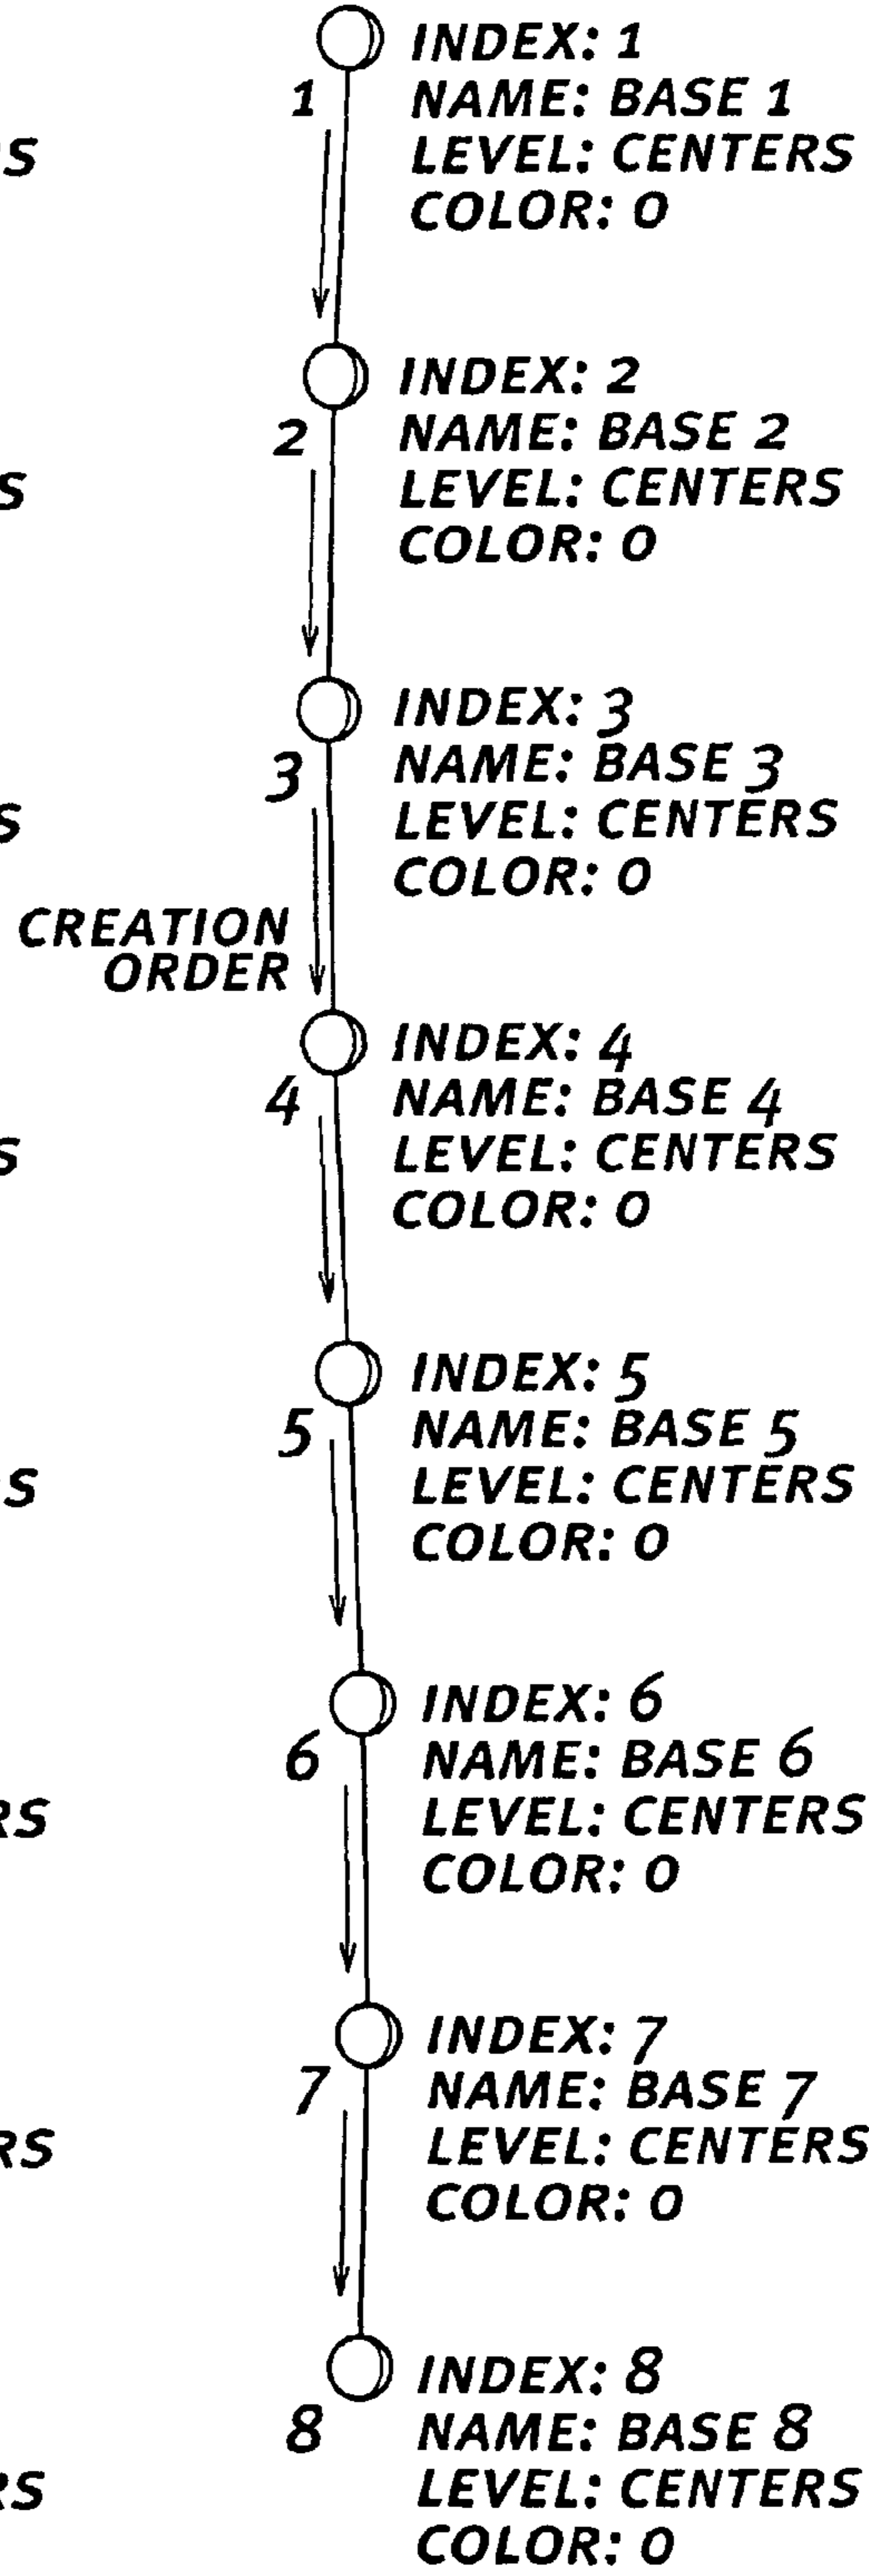 INDEX: 1
1
NAME: BASE 1
LEVEL: CENTERS
COLOR: 0
INDEX: 2
2
NAME: BASE 2
LEVEL: CENTERS
COLOR: 0
INDEX: 3
3
NAME: BASE 3
LEVEL: CENTERS
COLOR: 0
CREATION
ORDER
INDEX: 4
4
NAME: BASE 4
LEVEL: CENTERS
COLOR: 0
INDEX: 5
5
NAME: BASE 5
LEVEL: CENTERS
COLOR: 0
INDEX: 6
6
NAME: BASE 6
LEVEL: CENTERS
COLOR: 0
INDEX: 7
7
NAME: BASE 7
LEVEL: CENTERS
COLOR: 0
INDEX: 8
8
NAME: BASE 8
LEVEL: CENTERS
COLOR: 0